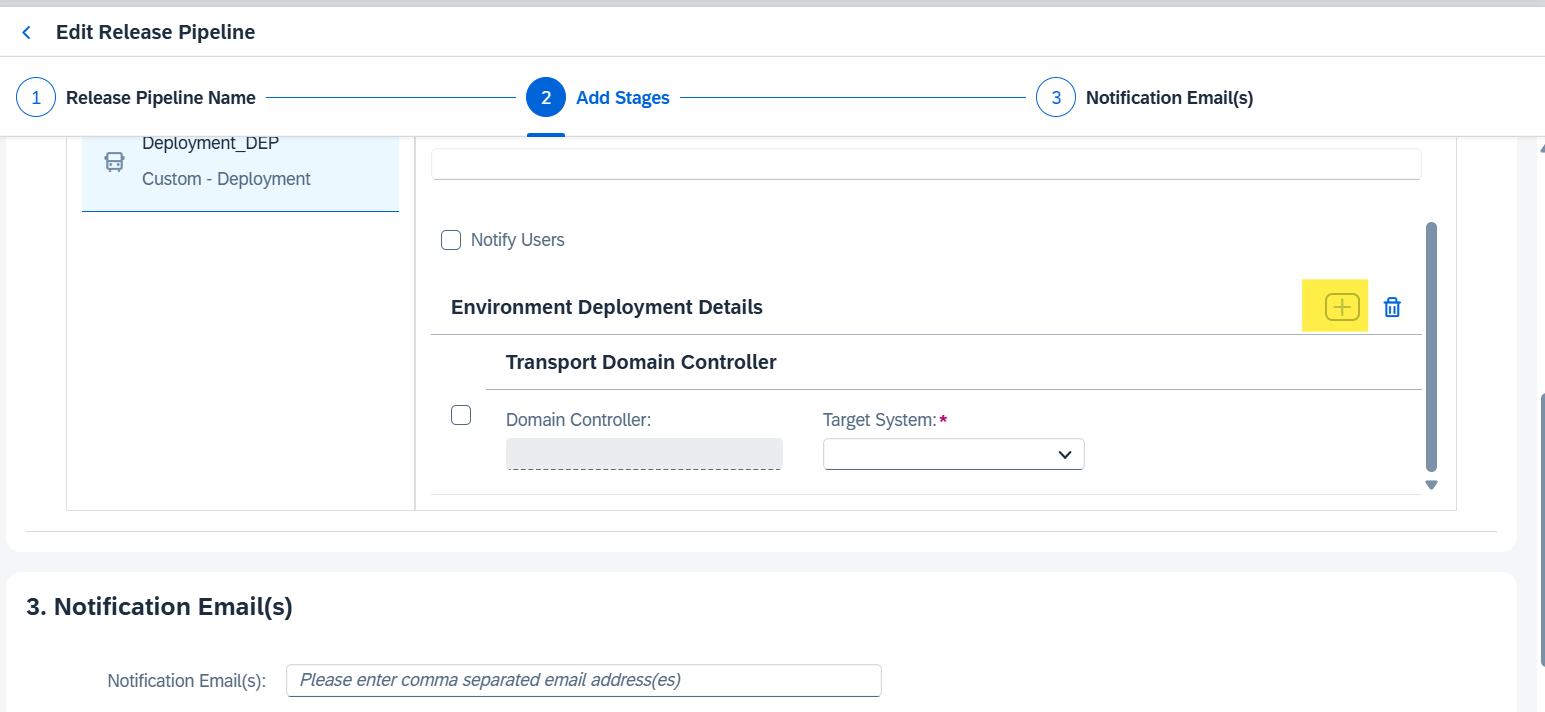 Edit Release Pipeline
1 Release Pipeline Name
2 Add Stages
3 Notification Email(s)
Deployment_DEP
Custom - Deployment
Notify Users
Environment Deployment Details
Transport Domain Controller
Domain Controller:
Target System:*
3. Notification Email(s)
Notification Email(s): Please enter comma separated email address(es)